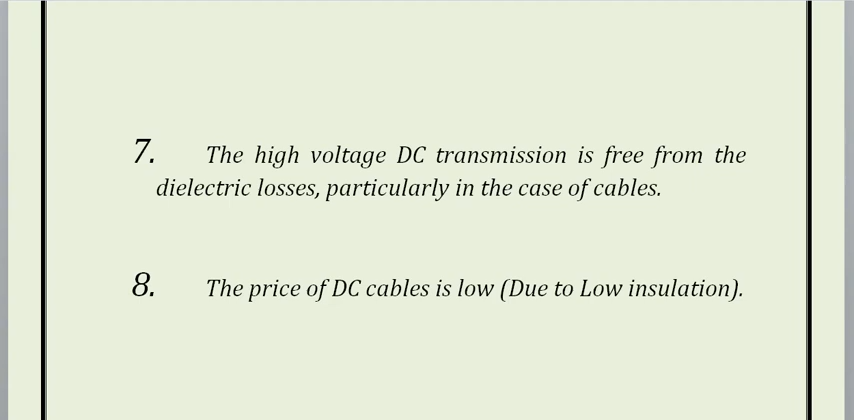 7. The high voltage DC transmission is free from the
dielectric losses, particularly in the case of cables.
8. The price of DC cables is low (Due to Low insulation).